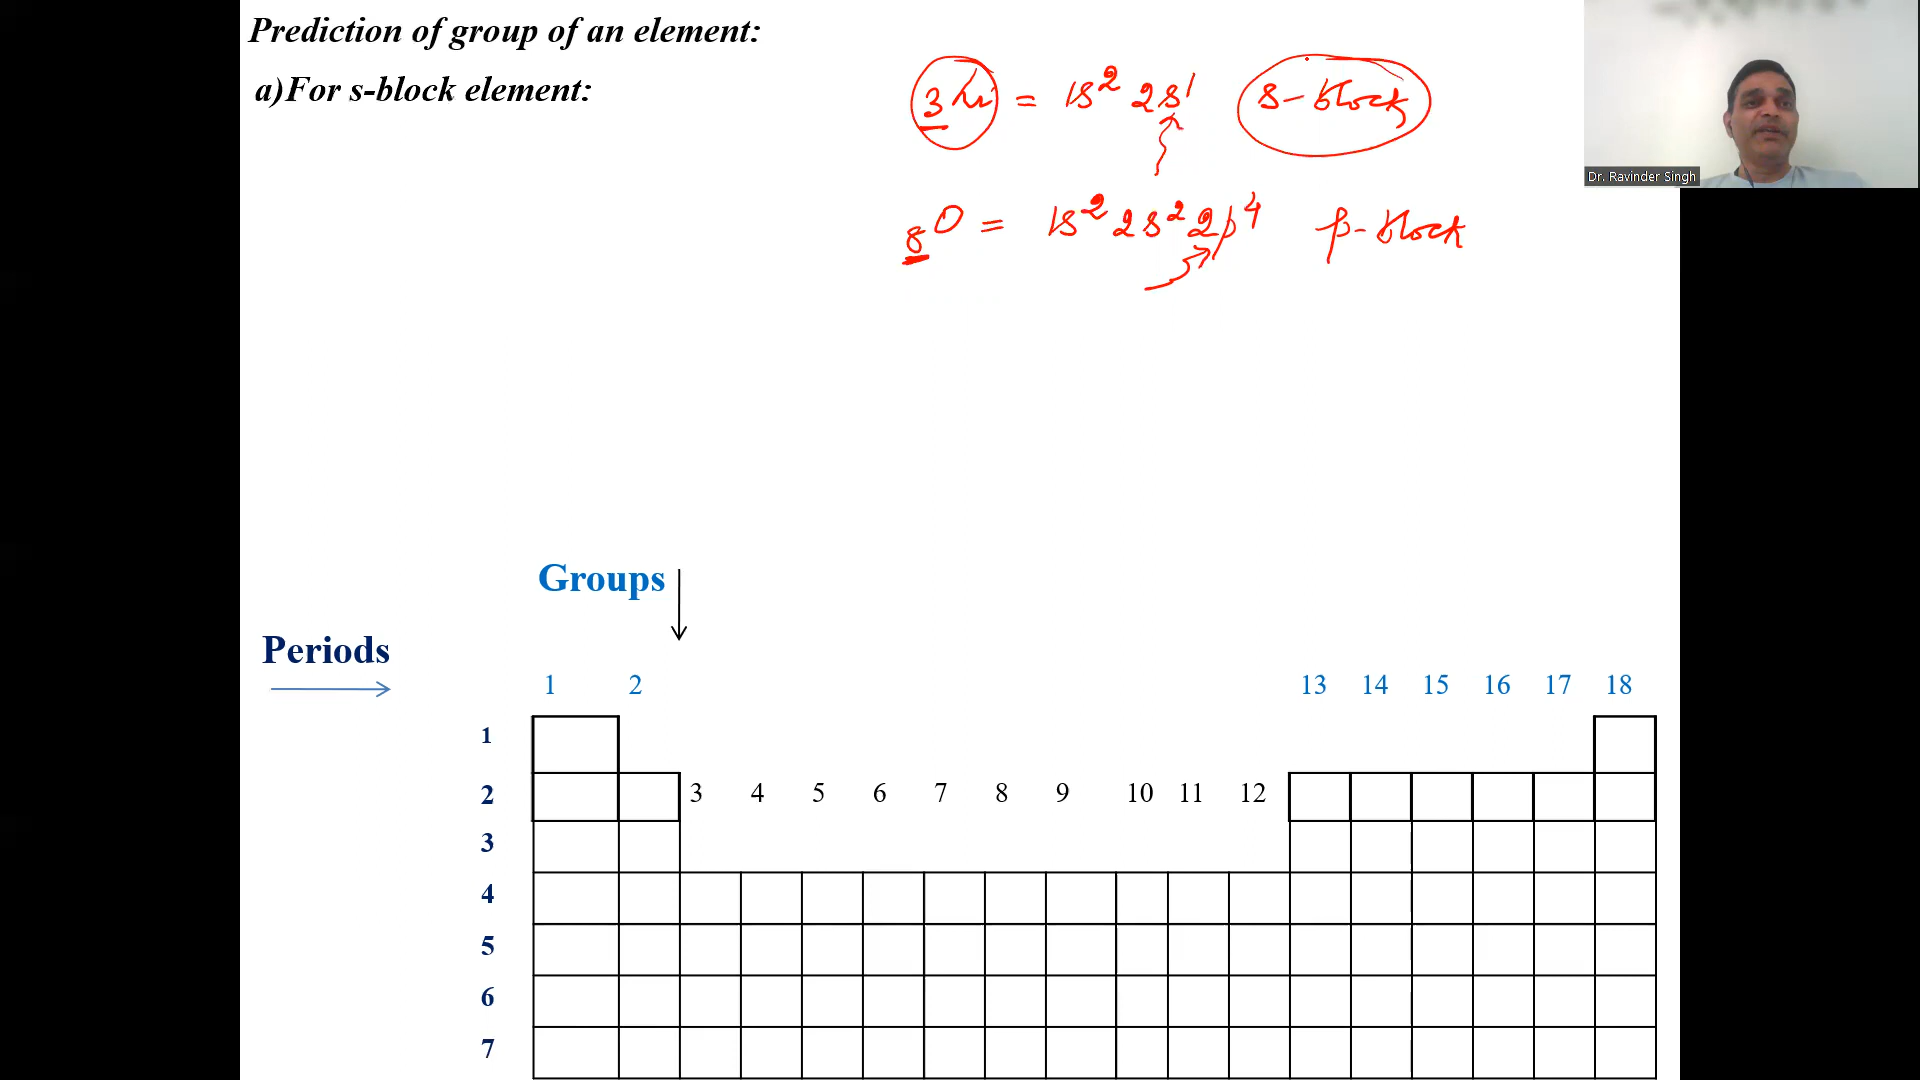 Prediction of group of an element:
a)For s-block element:
3Li = 1s² 2s¹ s-block
8O = 1s² 2s² 2p⁴ p-block
Dr. Ravinder Singh
Groups
Periods
1 2 13 14 15 16 17 18
1
2 3 4 5 6 7 8 9 10 11 12
3
4
5
6
7